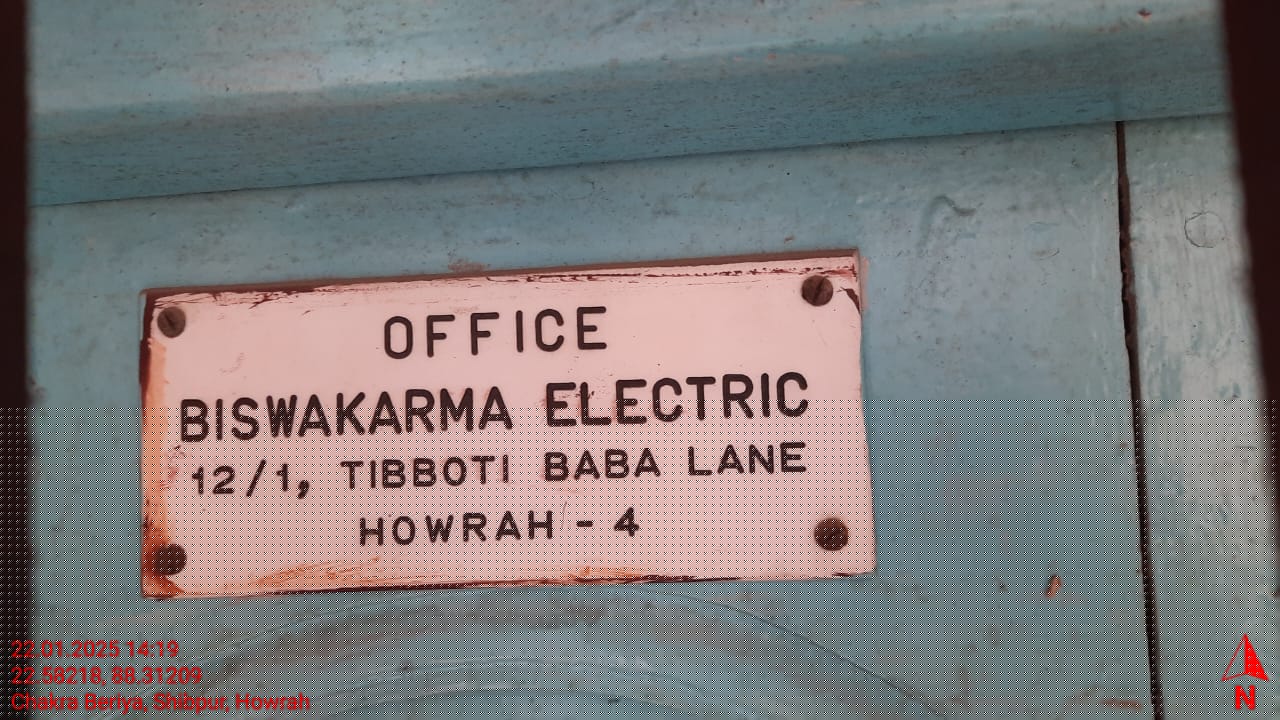 OFFICE
BISWAKARMA ELECTRIC
12/1, TIBBOTI BABA LANE
HOWRAH - 4
22.01.2025 14:19
22.58218, 88.31209
Chakra Beriya, Shibpur, Howrah
N